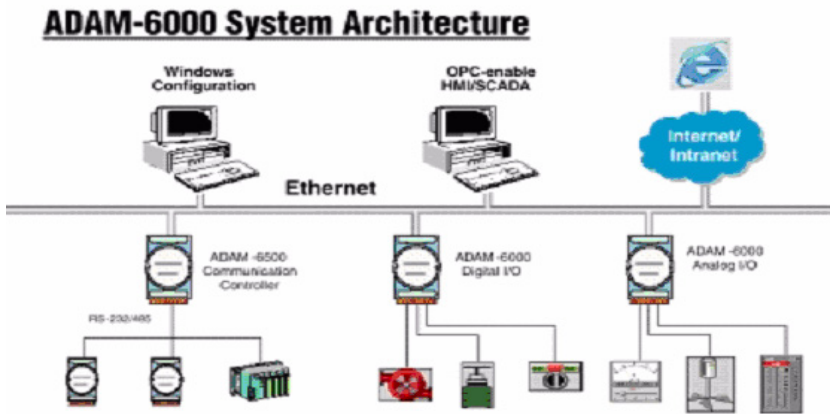 ADAM-6000 System Architecture
Windows
Configuration
OPC-enable
HMI/SCADA
Internet/
Intranet
Ethernet
ADAM -6500
Communication
Controller
ADAM -6000
Digital I/O
ADAM -6000
Analog I/O
RS-232/485